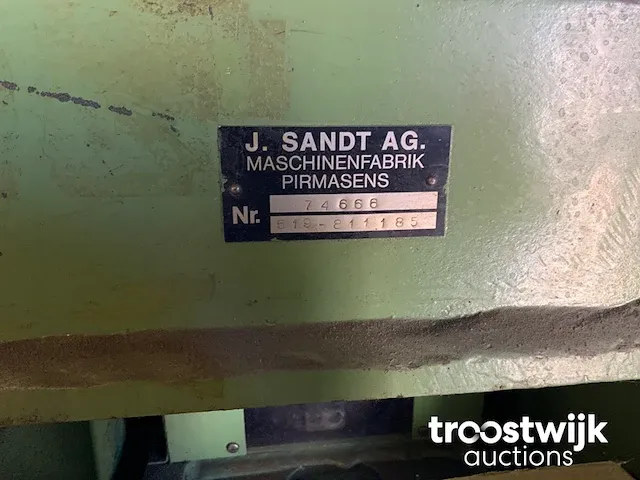 J. SANDT AG.
MASCHINENFABRIK
PIRMASENS
Nr. 74666
troostwijk
auctions